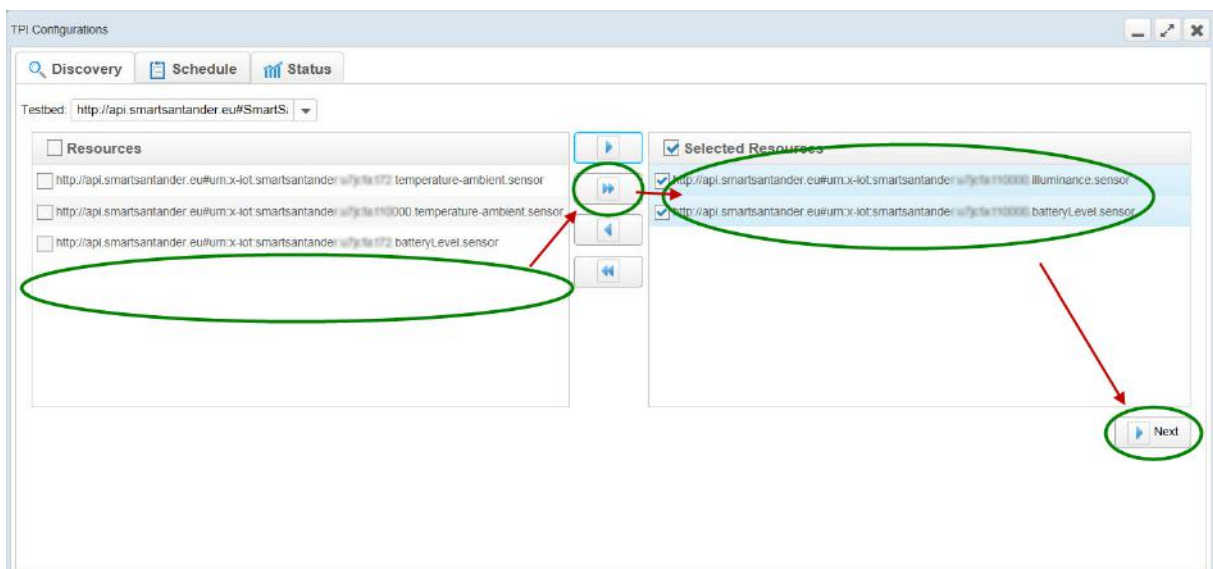 TPI Configurations
Discovery Schedule Status
Testbed: http://api.smartsantander.eu#SmartS
Resources
http://api.smartsantander.eu#urn:x-iot:smartsantander temperature-ambient.sensor
http://api.smartsantander.eu#urn:x-iot:smartsantander 000.temperature-ambient.sensor
http://api.smartsantander.eu#urn:x-iot:smartsantander batteryLevel.sensor
Selected Resources
http://api.smartsantander.eu#urn:x-iot:smartsantander illuminance.sensor
http://api.smartsantander.eu#urn:x-iot:smartsantander batteryLevel.sensor
Next